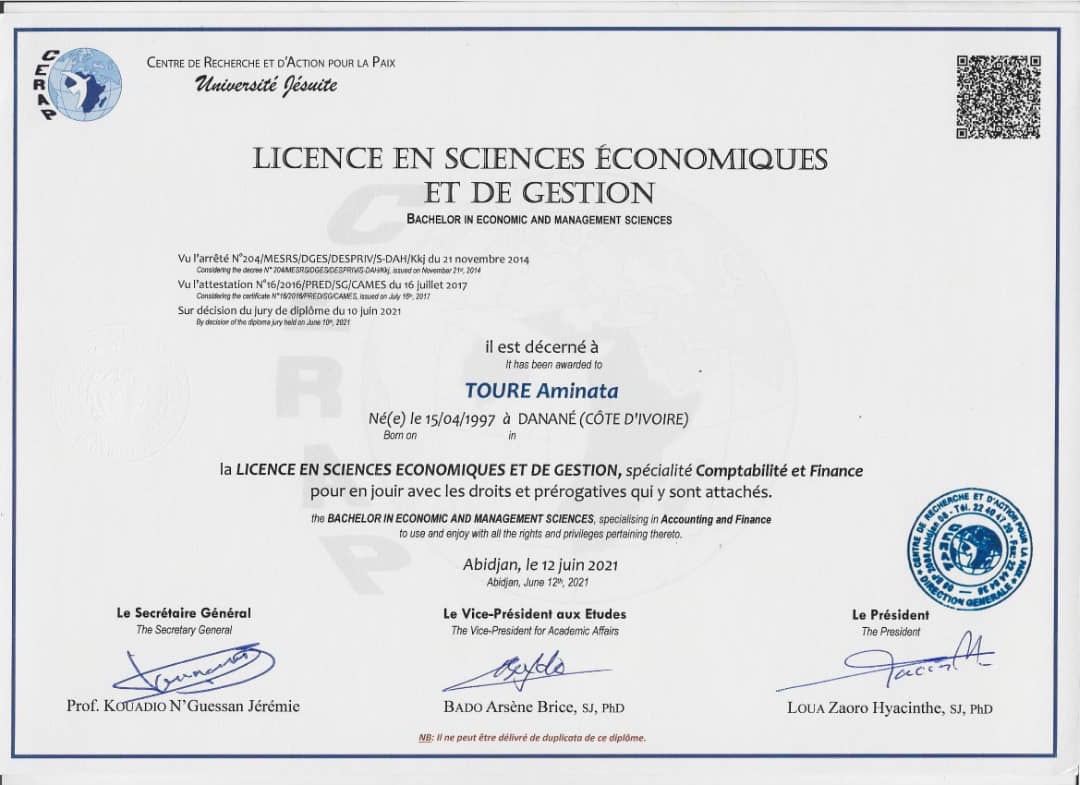 CERAP
CENTRE DE RECHERCHE ET D'ACTION POUR LA PAIX
Université Jésuite
LICENCE EN SCIENCES ÉCONOMIQUES
ET DE GESTION
BACHELOR IN ECONOMIC AND MANAGEMENT SCIENCES
Vu l'arrêté N°204/MESRS/DGES/DESPRIV/S-DAH/Kkj du 21 novembre 2014
Considering the decree N° 204/MESRS/DGES/DESPRIV/S-DAH/Kkj, issued on November 21st, 2014
Vu l'attestation N°16/2016/PRED/SG/CAMES du 16 juillet 2017
Considering the certificate N°16/2016/PRED/SG/CAMES, issued on July 16th, 2017
Sur décision du jury de diplôme du 10 juin 2021
By decision of the diploma jury held on June 10th, 2021
il est décerné à
It has been awarded to
TOURE Aminata
Né(e) le 15/04/1997 à DANANÉ (CÔTE D'IVOIRE)
Born on in
la LICENCE EN SCIENCES ECONOMIQUES ET DE GESTION, spécialité Comptabilité et Finance
pour en jouir avec les droits et prérogatives qui y sont attachés.
the BACHELOR IN ECONOMIC AND MANAGEMENT SCIENCES, specialising in Accounting and Finance
to use and enjoy with all the rights and privileges pertaining thereto.
Abidjan, le 12 juin 2021
Abidjan, June 12th, 2021
CENTRE DE RECHERCHE ET D'ACTION POUR LA PAIX
DIRECTION GENERALE
CERAP
Le Secrétaire Général
The Secretary General
Prof. KOUADIO N'Guessan Jérémie
Le Vice-Président aux Etudes
The Vice-President for Academic Affairs
BADO Arsène Brice, SJ, PhD
Le Président
The President
LOUA Zaoro Hyacinthe, SJ, PhD
NB: Il ne peut être délivré de duplicata de ce diplôme.